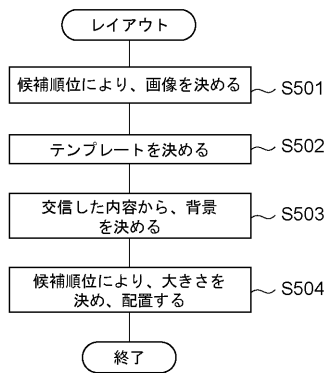 レイアウト
候補順位により、画像を決める
S501
テンプレートを決める
S502
交信した内容から、背景
を決める
S503
候補順位により、大きさを
決め、配置する
S504
終了